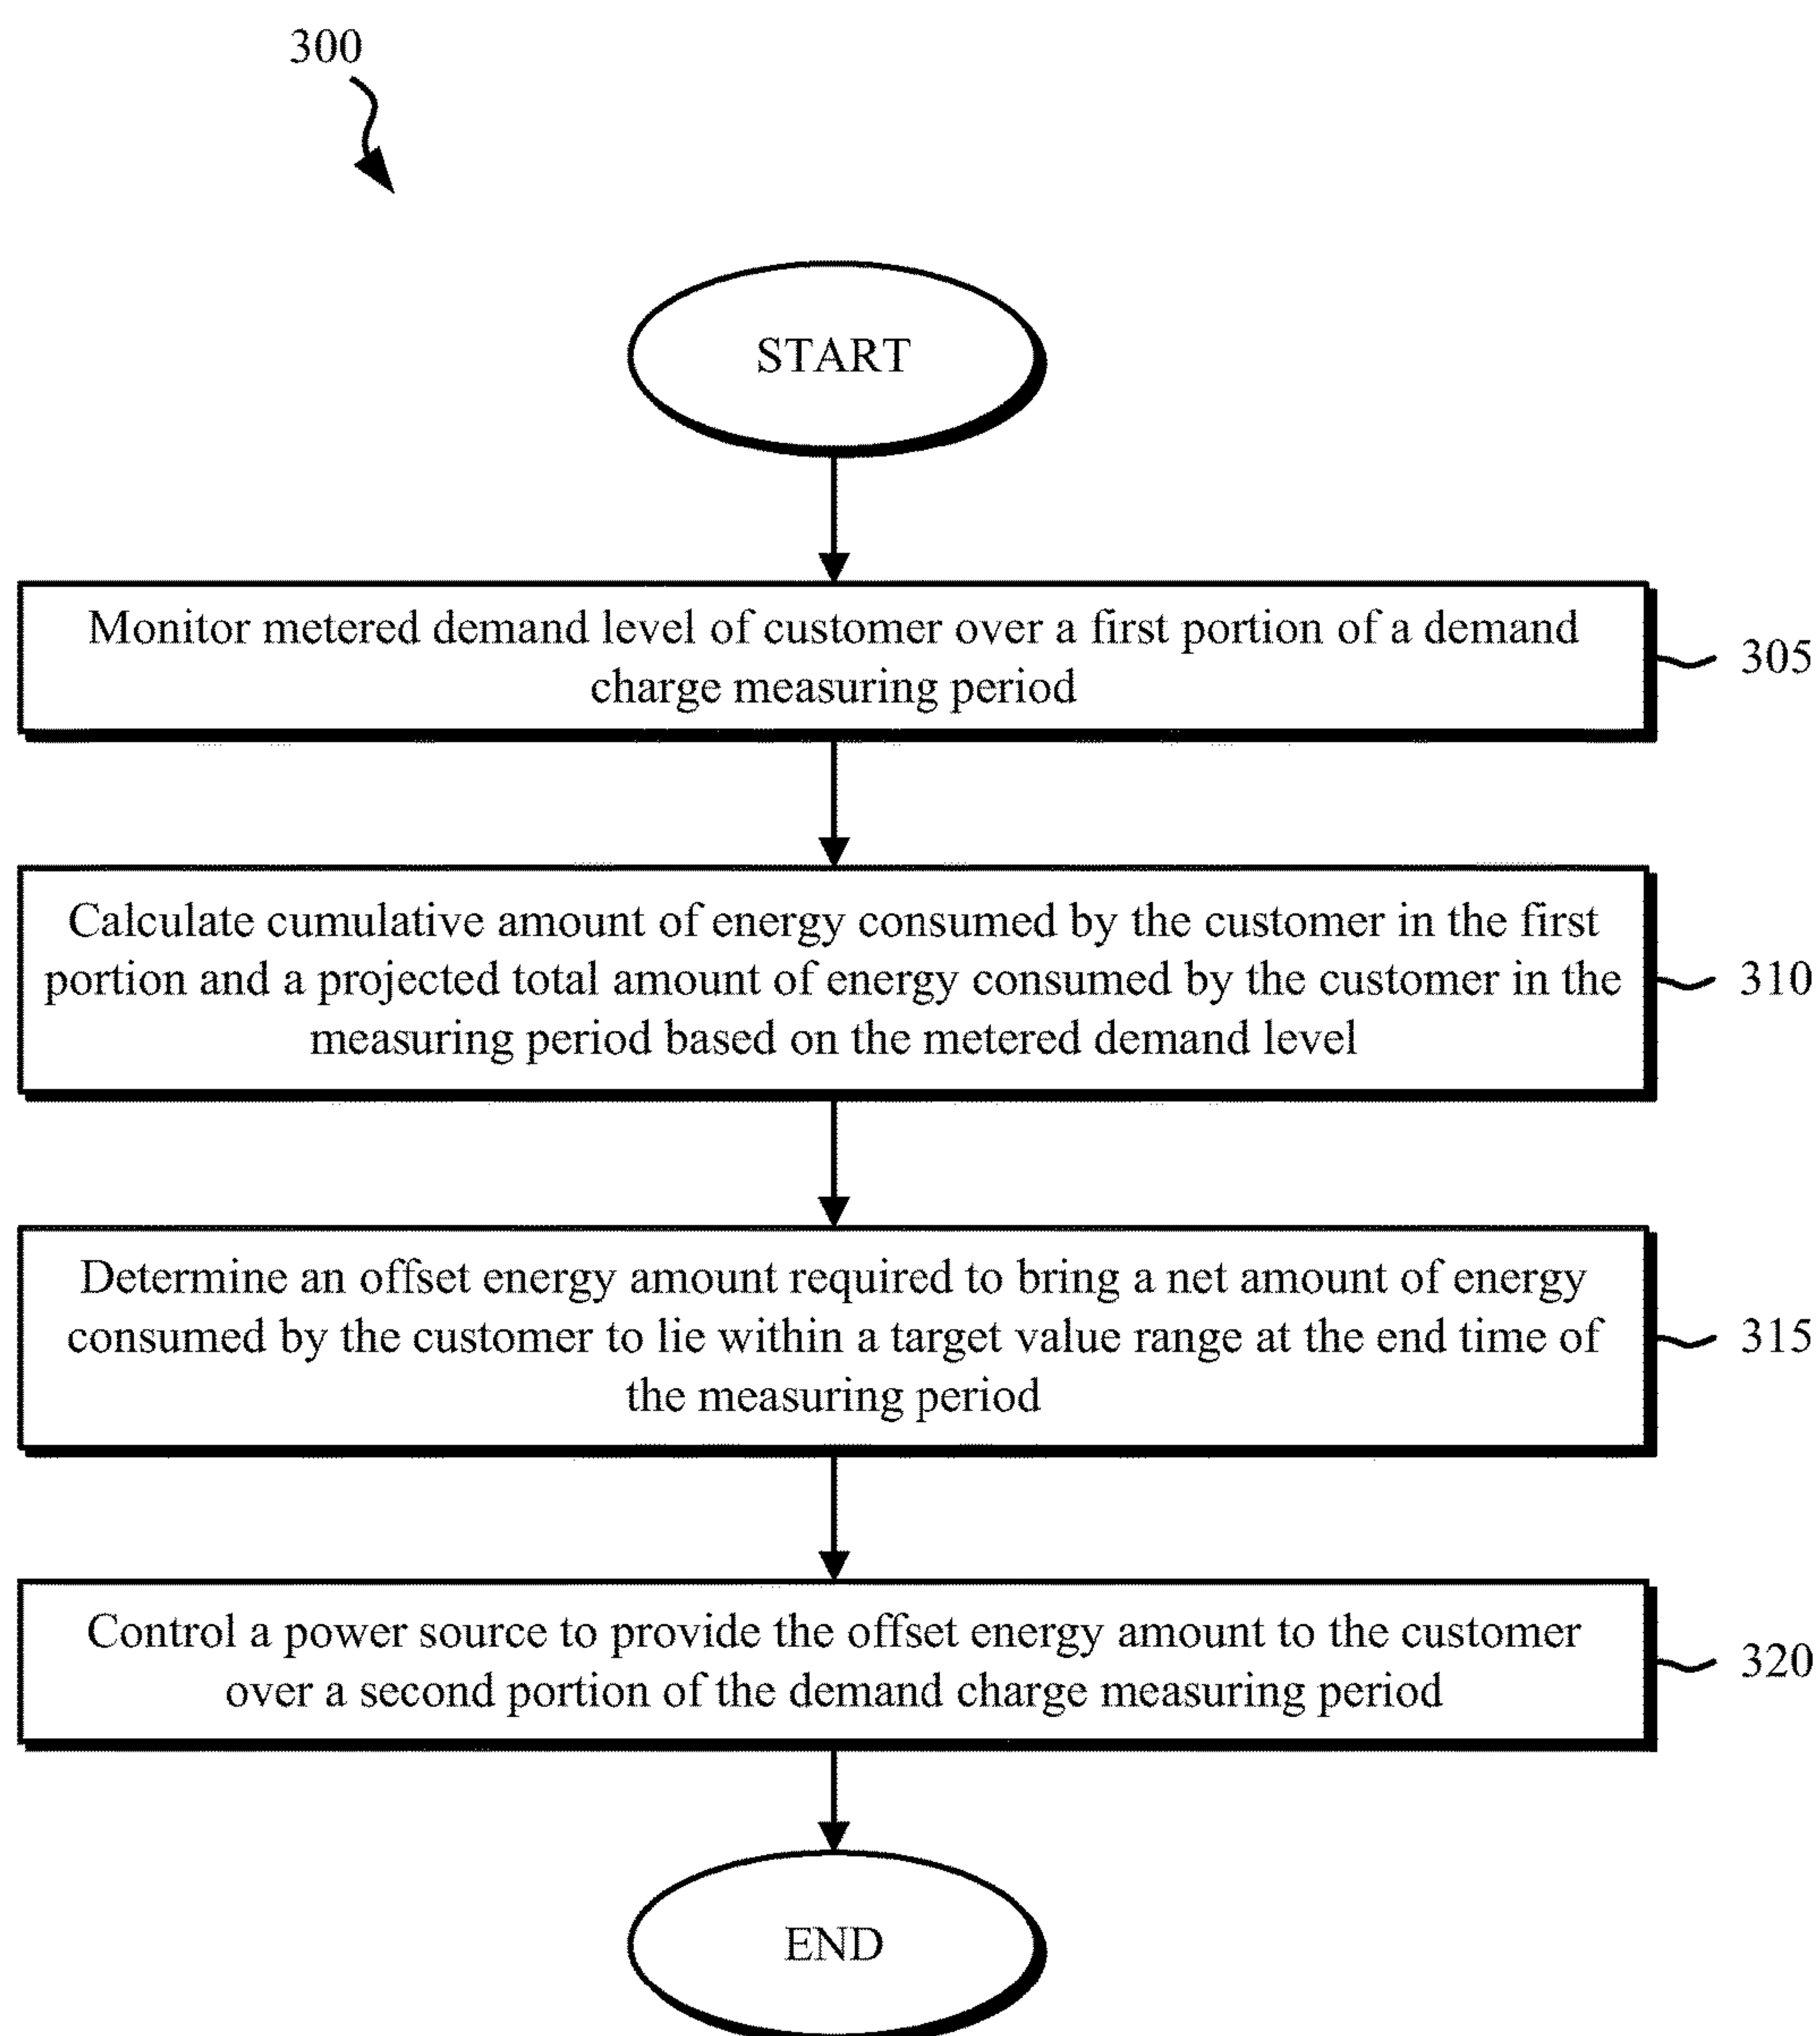 300
START
Monitor metered demand level of customer over a first portion of a demand
charge measuring period
305
Calculate cumulative amount of energy consumed by the customer in the first
portion and a projected total amount of energy consumed by the customer in the
measuring period based on the metered demand level
310
Determine an offset energy amount required to bring a net amount of energy
consumed by the customer to lie within a target value range at the end time of
the measuring period
315
Control a power source to provide the offset energy amount to the customer
over a second portion of the demand charge measuring period
320
END